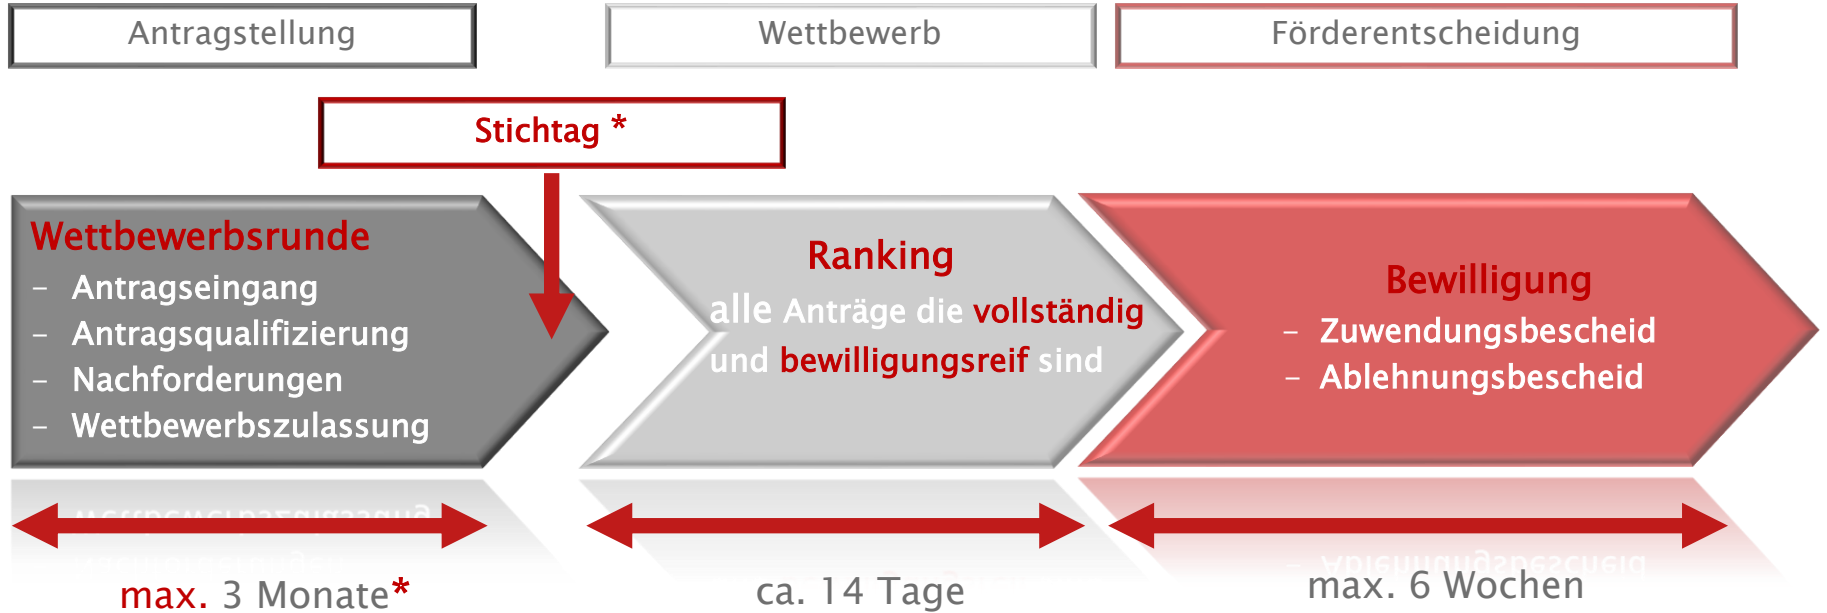 Antragstellung
Wettbewerb
Förderentscheidung
Stichtag *
Wettbewerbsrunde
– Antragseingang
– Antragsqualifizierung
– Nachforderungen
– Wettbewerbszulassung
Ranking
alle Anträge die vollständig
und bewilligungsreif sind
Bewilligung
– Zuwendungsbescheid
– Ablehnungsbescheid
max. 3 Monate*
ca. 14 Tage
max. 6 Wochen